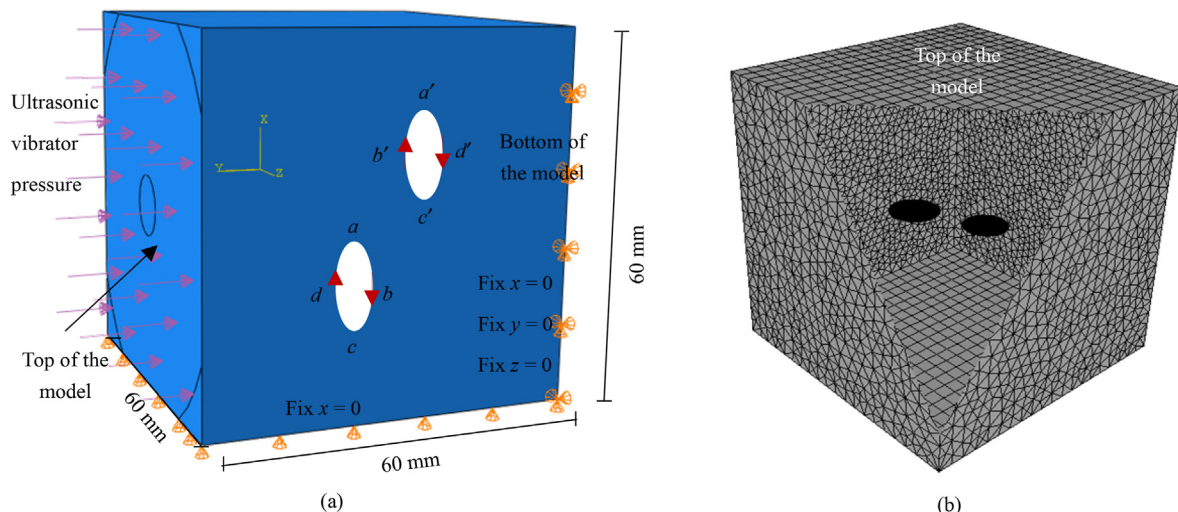 Ultrasonic
vibrator
pressure
Top of the
model
60 mm
X
Y
Z
a′
b′
d′
c′
a
d
b
c
Bottom of
the model
Fix x = 0
Fix y = 0
Fix z = 0
Fix x = 0
60 mm
60 mm
(a)
Top of the
model
(b)